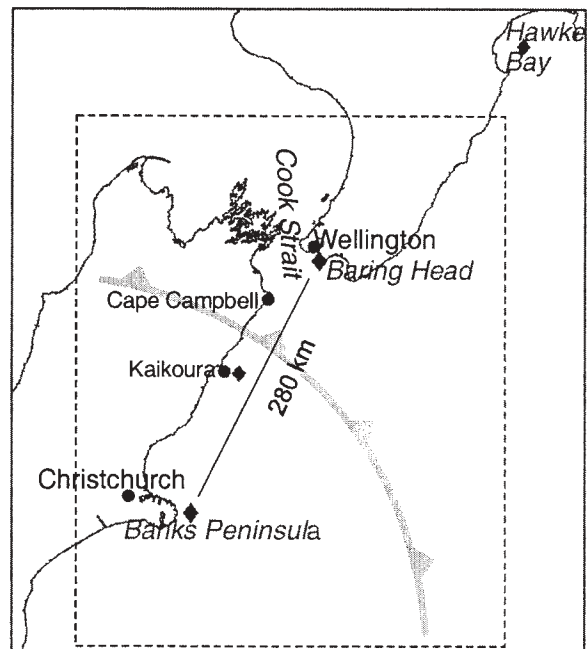 Hawke
Bay
Cook Strait
Wellington
Baring Head
Cape Campbell
Kaikoura
280 km
Christchurch
Banks Peninsula